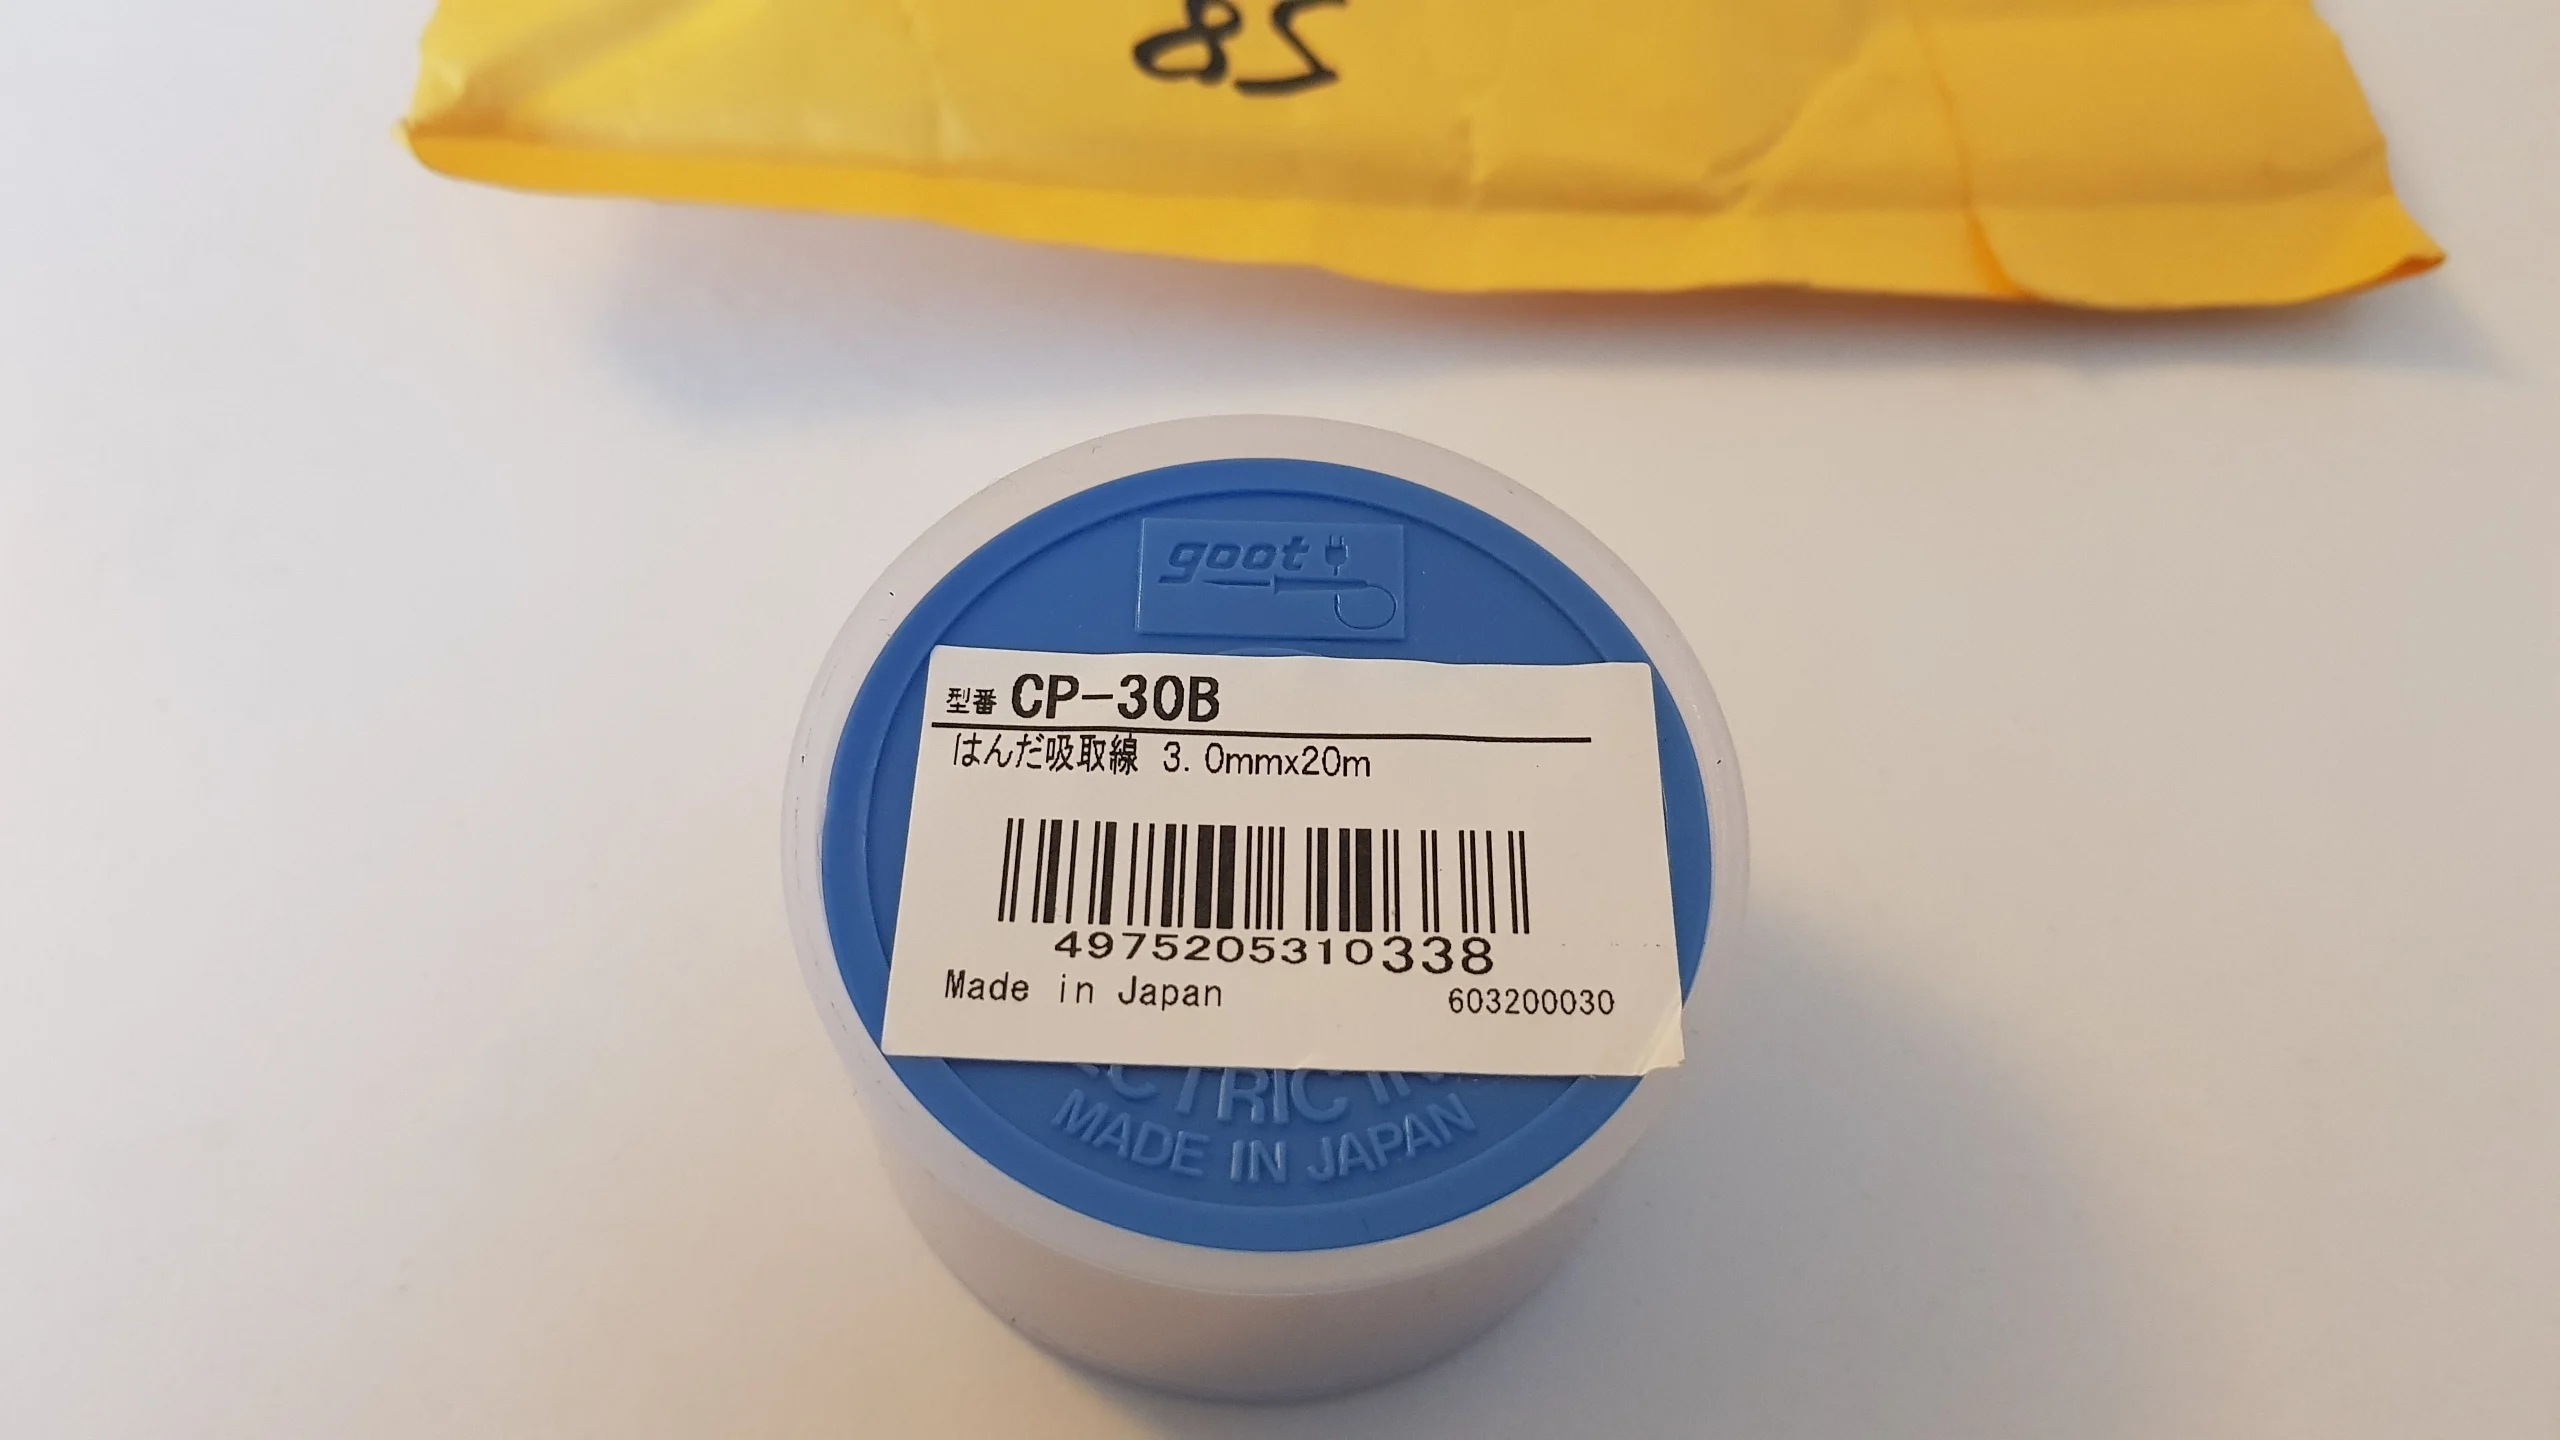 85
goot
型番 CP-30B
はんだ吸取線 3.0mmx20m
4975205310338
Made in Japan
603200030
MADE IN JAPAN